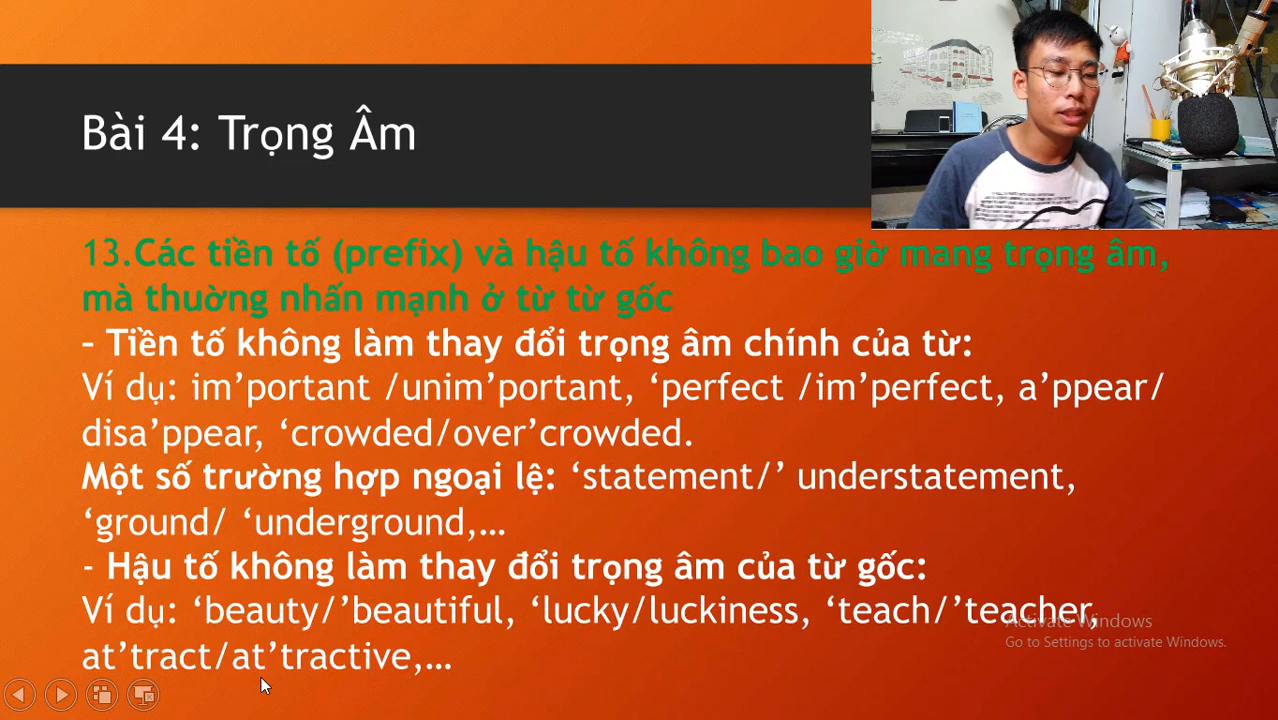 Bài 4: Trọng Âm
13.Các tiền tố (prefix) và hậu tố không bao giờ mang trọng âm,
mà thuờng nhấn mạnh ở từ từ gốc
– Tiền tố không làm thay đổi trọng âm chính của từ:
Ví dụ: im’portant /unim’portant, ‘perfect /im’perfect, a’ppear/
disa’ppear, ‘crowded/over’crowded.
Một số trường hợp ngoại lệ: ‘statement/’ understatement,
‘ground/ ‘underground,…
- Hậu tố không làm thay đổi trọng âm của từ gốc:
Ví dụ: ‘beauty/’beautiful, ‘lucky/luckiness, ‘teach/’teacher,
at’tract/at’tractive,…
Activate Windows
Go to Settings to activate Windows.